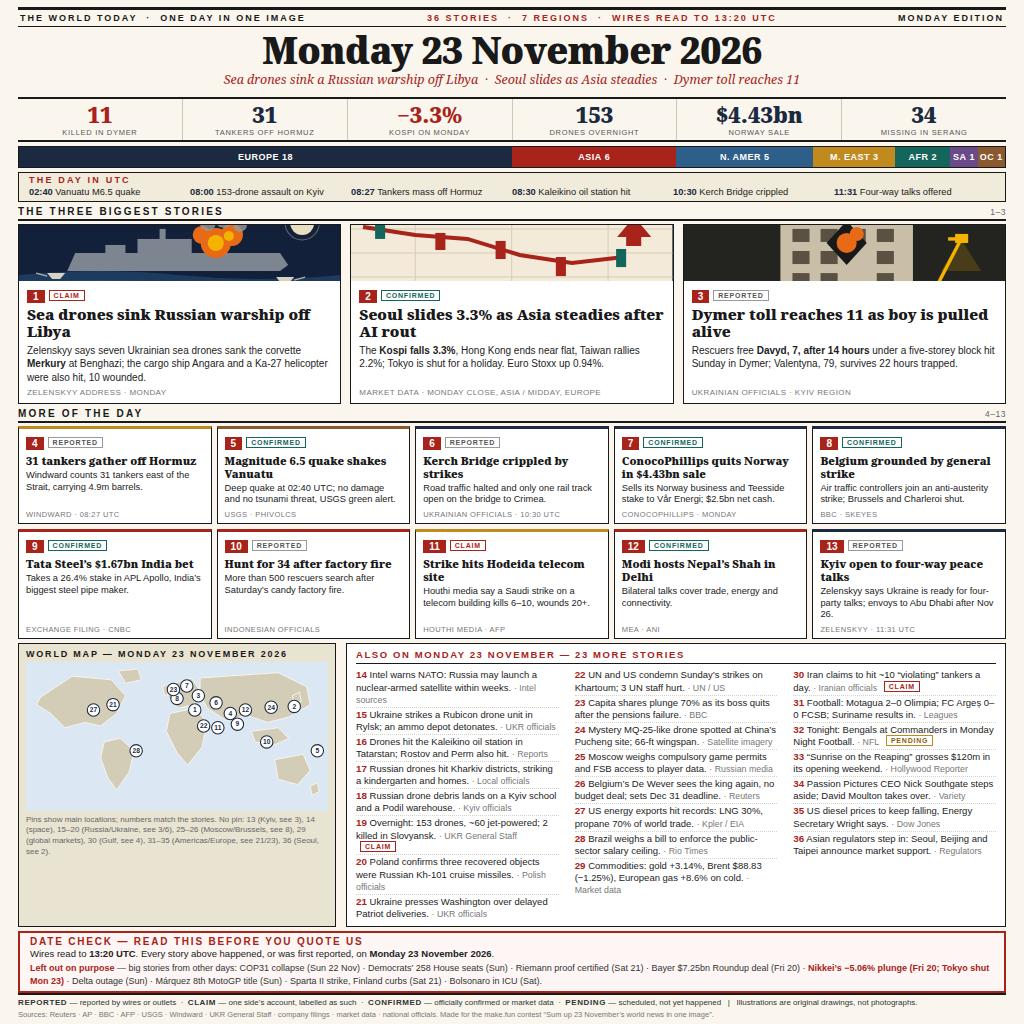 THE WORLD TODAY · ONE DAY IN ONE IMAGE
36 STORIES · 7 REGIONS · WIRES READ TO 13:20 UTC
MONDAY EDITION
Monday 23 November 2026
Sea drones sink a Russian warship off Libya · Seoul slides as Asia steadies · Dymer toll reaches 11
11
KILLED IN DYMER
31
TANKERS OFF HORMUZ
−3.3%
KOSPI ON MONDAY
153
DRONES OVERNIGHT
$4.43bn
NORWAY SALE
34
MISSING IN SERANG
EUROPE 18
ASIA 6
N. AMER 5
M. EAST 3
AFR 2
SA 1
OC 1
THE DAY IN UTC
02:40 Vanuatu M6.5 quake
08:00 153-drone assault on Kyiv
08:27 Tankers mass off Hormuz
08:30 Kaleikino oil station hit
10:30 Kerch Bridge crippled
11:31 Four-way talks offered
THE THREE BIGGEST STORIES
1–3
1 CLAIM
Sea drones sink Russian warship off
Libya
Zelenskyy says seven Ukrainian sea drones sank the corvette
Merkury at Benghazi; the cargo ship Angara and a Ka-27 helicopter
were also hit, 10 wounded.
ZELENSKYY ADDRESS · MONDAY
2 CONFIRMED
Seoul slides 3.3% as Asia steadies after
AI rout
The Kospi falls 3.3%, Hong Kong ends near flat, Taiwan rallies
2.2%; Tokyo is shut for a holiday. Euro Stoxx up 0.94%.
MARKET DATA · MONDAY CLOSE, ASIA / MIDDAY, EUROPE
3 REPORTED
Dymer toll reaches 11 as boy is pulled
alive
Rescuers free Davyd, 7, after 14 hours under a five-storey block hit
Sunday in Dymer; Valentyna, 79, survives 22 hours trapped.
UKRAINIAN OFFICIALS · KYIV REGION
MORE OF THE DAY
4–13
4 REPORTED
31 tankers gather off Hormuz
Windward counts 31 tankers east of the
Strait, carrying 4.9m barrels.
WINDWARD · 08:27 UTC
5 CONFIRMED
Magnitude 6.5 quake shakes
Vanuatu
Deep quake at 02:40 UTC; no damage
and no tsunami threat, USGS green alert.
USGS · PHIVOLCS
6 REPORTED
Kerch Bridge crippled by
strikes
Road traffic halted and only one rail track
open on the bridge to Crimea.
UKRAINIAN OFFICIALS · 10:30 UTC
7 CONFIRMED
ConocoPhillips quits Norway
in $4.43bn sale
Sells its Norway business and Teesside
stake to Vår Energi; $2.5bn net cash.
CONOCOPHILLIPS · MONDAY
8 CONFIRMED
Belgium grounded by general
strike
Air traffic controllers join an anti-austerity
strike; Brussels and Charleroi shut.
BBC · SKEYES
9 CONFIRMED
Tata Steel's $1.67bn India bet
Takes a 26.4% stake in APL Apollo, India's
biggest steel pipe maker.
EXCHANGE FILING · CNBC
10 REPORTED
Hunt for 34 after factory fire
More than 500 rescuers search after
Saturday's candy factory fire.
INDONESIAN OFFICIALS
11 CLAIM
Strike hits Hodeida telecom
site
Houthi media say a Saudi strike on a
telecom building kills 6–10, wounds 20+.
HOUTHI MEDIA · AFP
12 CONFIRMED
Modi hosts Nepal's Shah in
Delhi
Bilateral talks cover trade, energy and
connectivity.
MEA · ANI
13 REPORTED
Kyiv open to four-way peace
talks
Zelenskyy says Ukraine is ready for four-
party talks; envoys to Abu Dhabi after Nov
26.
ZELENSKYY · 11:31 UTC
WORLD MAP — MONDAY 23 NOVEMBER 2026
23
7
8
3
27
21
1
6
4
12
24
2
22
11
9
10
28
5
Pins show main locations; numbers match the stories. No pin: 13 (Kyiv, see 3), 14
(space), 15–20 (Russia/Ukraine, see 3/6), 25–26 (Moscow/Brussels, see 8), 29
(global markets), 30 (Gulf, see 4), 31–35 (Americas/Europe, see 21/23), 36 (Seoul,
see 2).
ALSO ON MONDAY 23 NOVEMBER — 23 MORE STORIES
14 Intel warns NATO: Russia may launch a
nuclear-armed satellite within weeks. · Intel
sources
15 Ukraine strikes a Rubicon drone unit in
Rylsk; an ammo depot detonates. · UKR officials
16 Drones hit the Kaleikino oil station in
Tatarstan; Rostov and Perm also hit. · Reports
17 Russian drones hit Kharkiv districts, striking
a kindergarten and homes. · Local officials
18 Russian drone debris lands on a Kyiv school
and a Podil warehouse. · Kyiv officials
19 Overnight: 153 drones, ~60 jet-powered; 2
killed in Slovyansk. · UKR General Staff
CLAIM
20 Poland confirms three recovered objects
were Russian Kh-101 cruise missiles. · Polish
officials
21 Ukraine presses Washington over delayed
Patriot deliveries. · UKR officials
22 UN and US condemn Sunday's strikes on
Khartoum; 3 UN staff hurt. · UN / US
23 Capita shares plunge 70% as its boss quits
after the pensions failure. · BBC
24 Mystery MQ-25-like drone spotted at China's
Pucheng site; 66-ft wingspan. · Satellite imagery
25 Moscow weighs compulsory game permits
and FSB access to player data. · Russian media
26 Belgium's De Wever sees the king again, no
budget deal; sets Dec 31 deadline. · Reuters
27 US energy exports hit records: LNG 30%,
propane 70% of world trade. · Kpler / EIA
28 Brazil weighs a bill to enforce the public-
sector salary ceiling. · Rio Times
29 Commodities: gold +3.14%, Brent $88.83
(−1.25%), European gas +8.6% on cold. ·
Market data
30 Iran claims to hit ~10 “violating” tankers a
day. · Iranian officials CLAIM
31 Football: Motagua 2–0 Olimpia; FC Argeș 0–
0 FCSB; Suriname results in. · Leagues
32 Tonight: Bengals at Commanders in Monday
Night Football. · NFL PENDING
33 “Sunrise on the Reaping” grosses $120m in
its opening weekend. · Hollywood Reporter
34 Passion Pictures CEO Nick Southgate steps
aside; David Moulton takes over. · Variety
35 US diesel prices to keep falling, Energy
Secretary Wright says. · Dow Jones
36 Asian regulators step in: Seoul, Beijing and
Taipei announce market support. · Regulators
DATE CHECK — READ THIS BEFORE YOU QUOTE US
Wires read to 13:20 UTC. Every story above happened, or was first reported, on Monday 23 November 2026.
Left out on purpose — big stories from other days: COP31 collapse (Sun 22 Nov) · Democrats' 258 House seats (Sun) · Riemann proof certified (Sat 21) · Bayer $7.25bn Roundup deal (Fri 20) · Nikkei's −5.06% plunge (Fri 20; Tokyo shut
Mon 23) · Delta outage (Sun) · Márquez 8th MotoGP title (Sun) · Sparta II strike, Finland curbs (Sat 21) · Bolsonaro in ICU (Sat).
REPORTED — reported by wires or outlets · CLAIM — one side's account, labelled as such · CONFIRMED — officially confirmed or market data · PENDING — scheduled, not yet happened | Illustrations are original drawings, not photographs.
Sources: Reuters · AP · BBC · AFP · USGS · Windward · UKR General Staff · company filings · market data · national officials. Made for the make.fun contest “Sum up 23 November's world news in one image”.